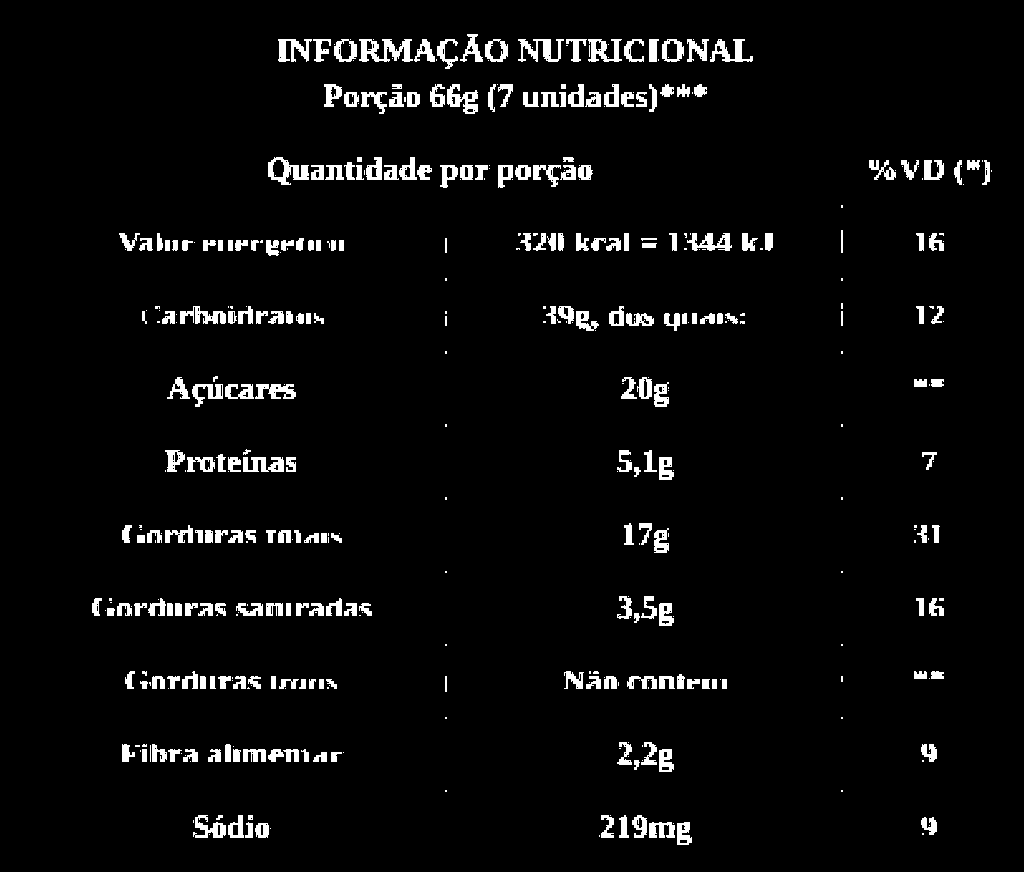 INFORMAÇÃO NUTRICIONAL
Porção 66g (7 unidades)***
Quantidade por porção %VD (*)
Valor energético 320 kcal = 1344 kJ 16
Carboidratos 39g, dos quais: 12
Açúcares 20g **
Proteínas 5,1g 7
Gorduras totais 17g 31
Gorduras saturadas 3,5g 16
Gorduras trans Não contém **
Fibra alimentar 2,2g 9
Sódio 219mg 9